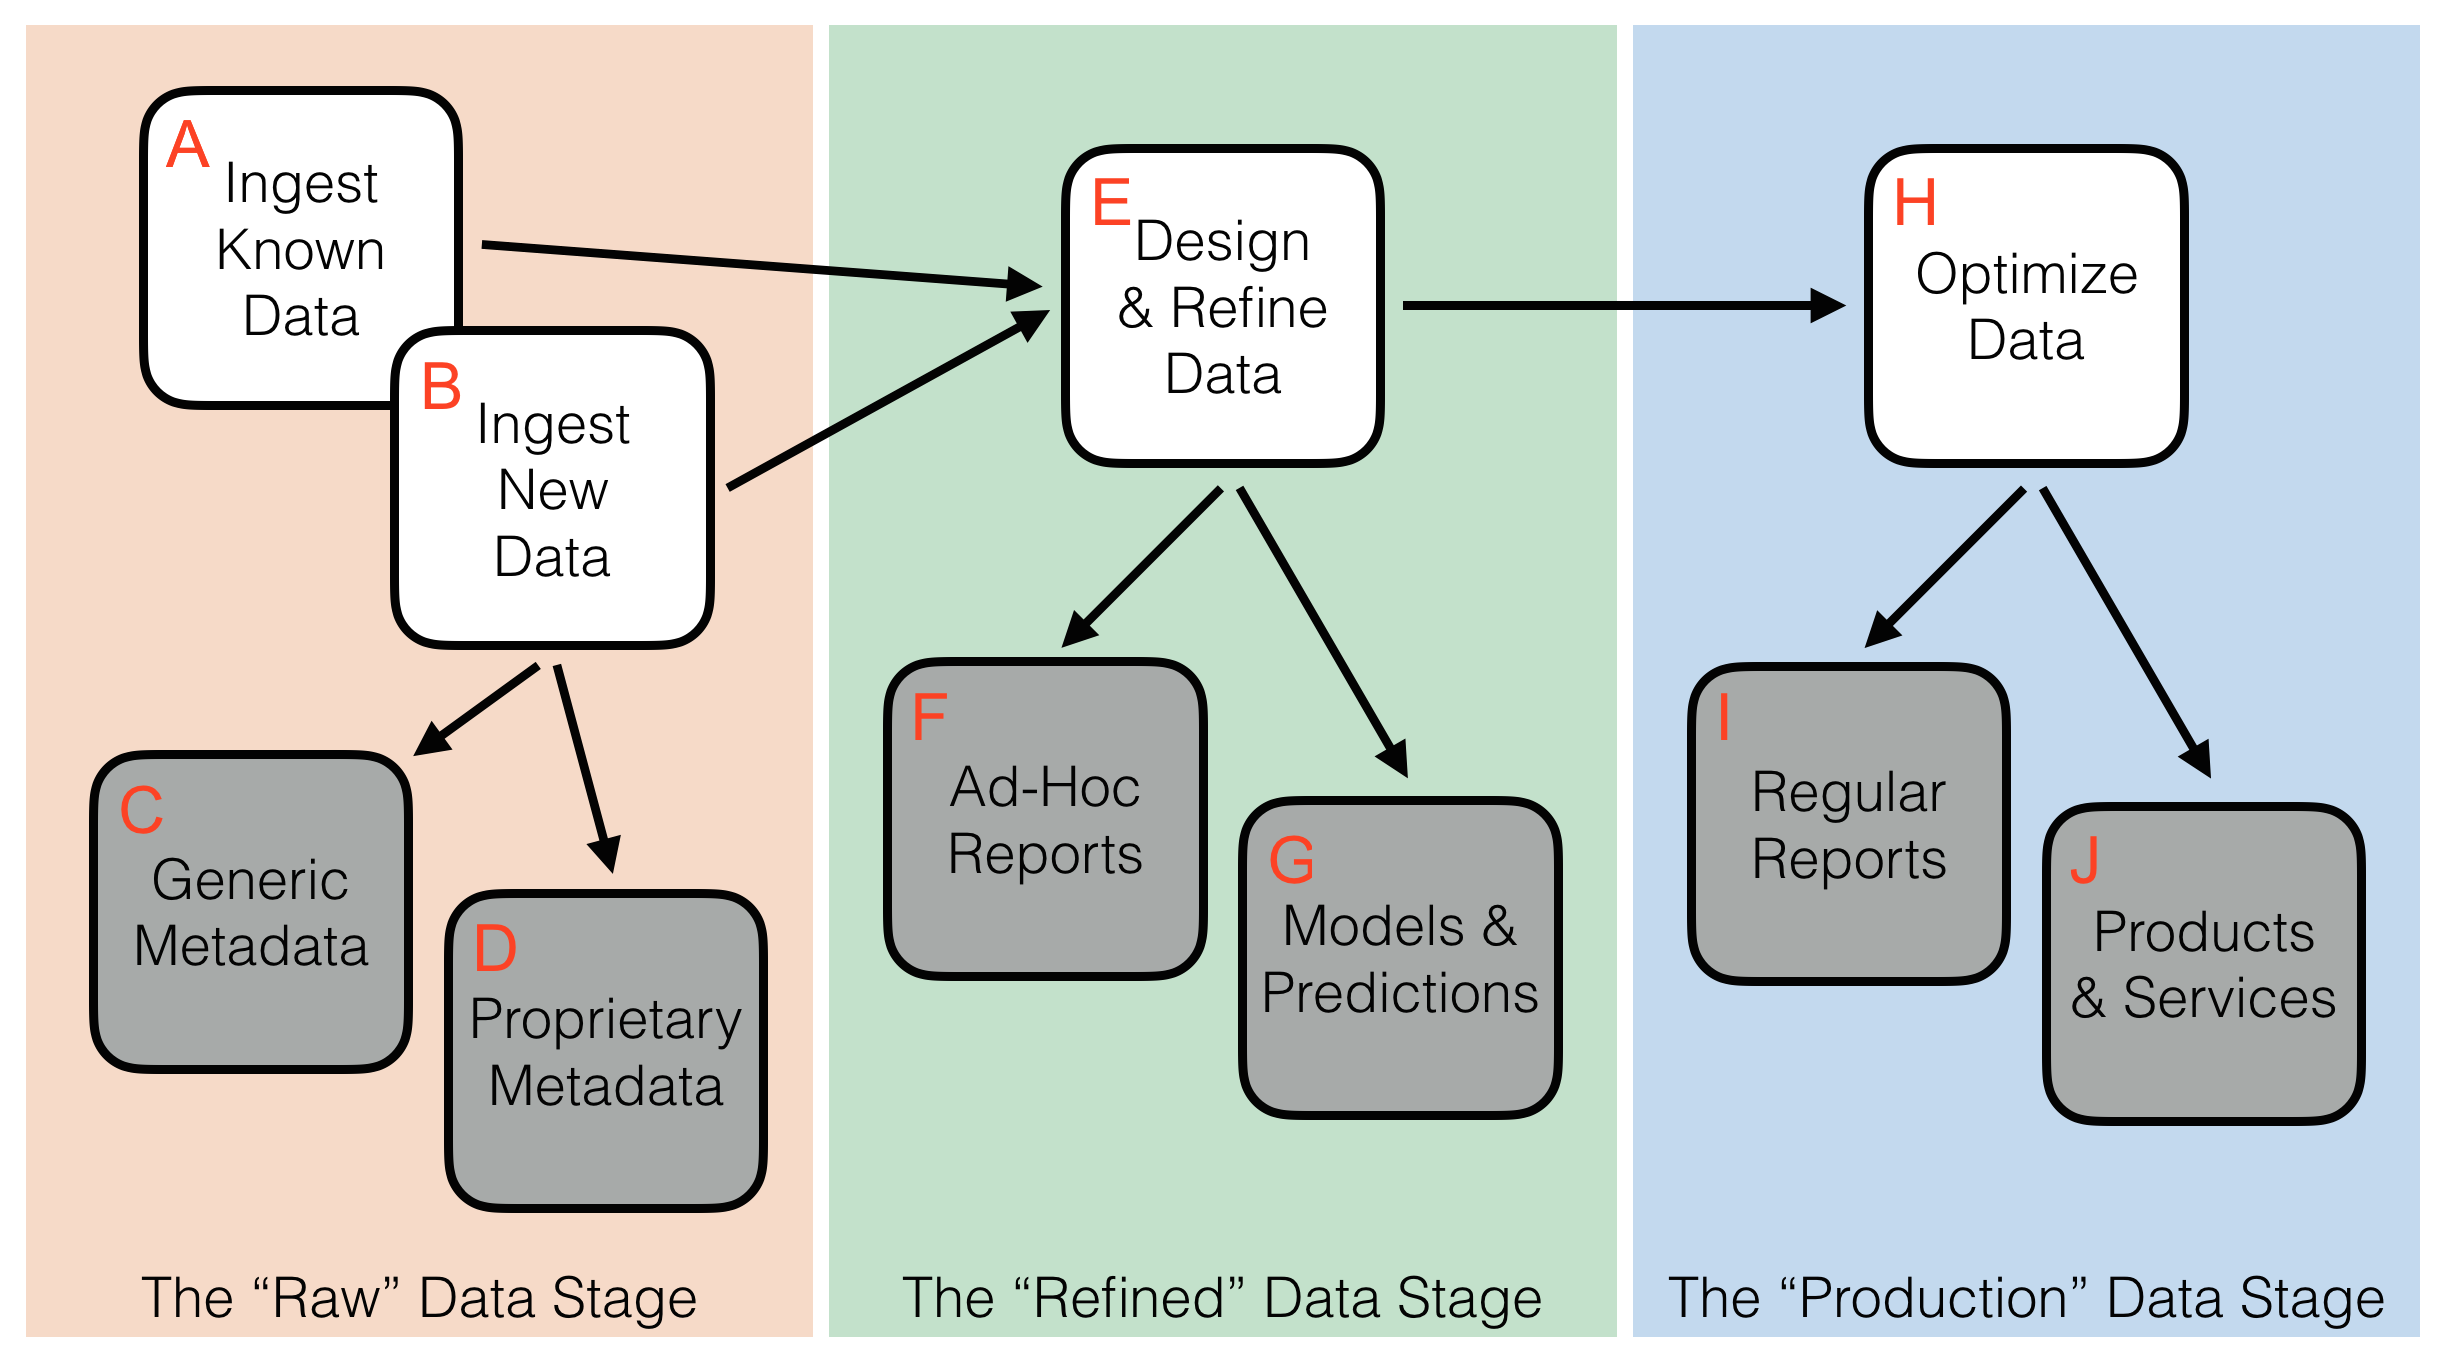 A
Ingest
Known
Data
B
Ingest
New
Data
C
Generic
Metadata
D
Proprietary
Metadata
The “Raw” Data Stage
E
Design
& Refine
Data
F
Ad-Hoc
Reports
G
Models &
Predictions
The “Refined” Data Stage
H
Optimize
Data
I
Regular
Reports
J
Products
& Services
The “Production” Data Stage